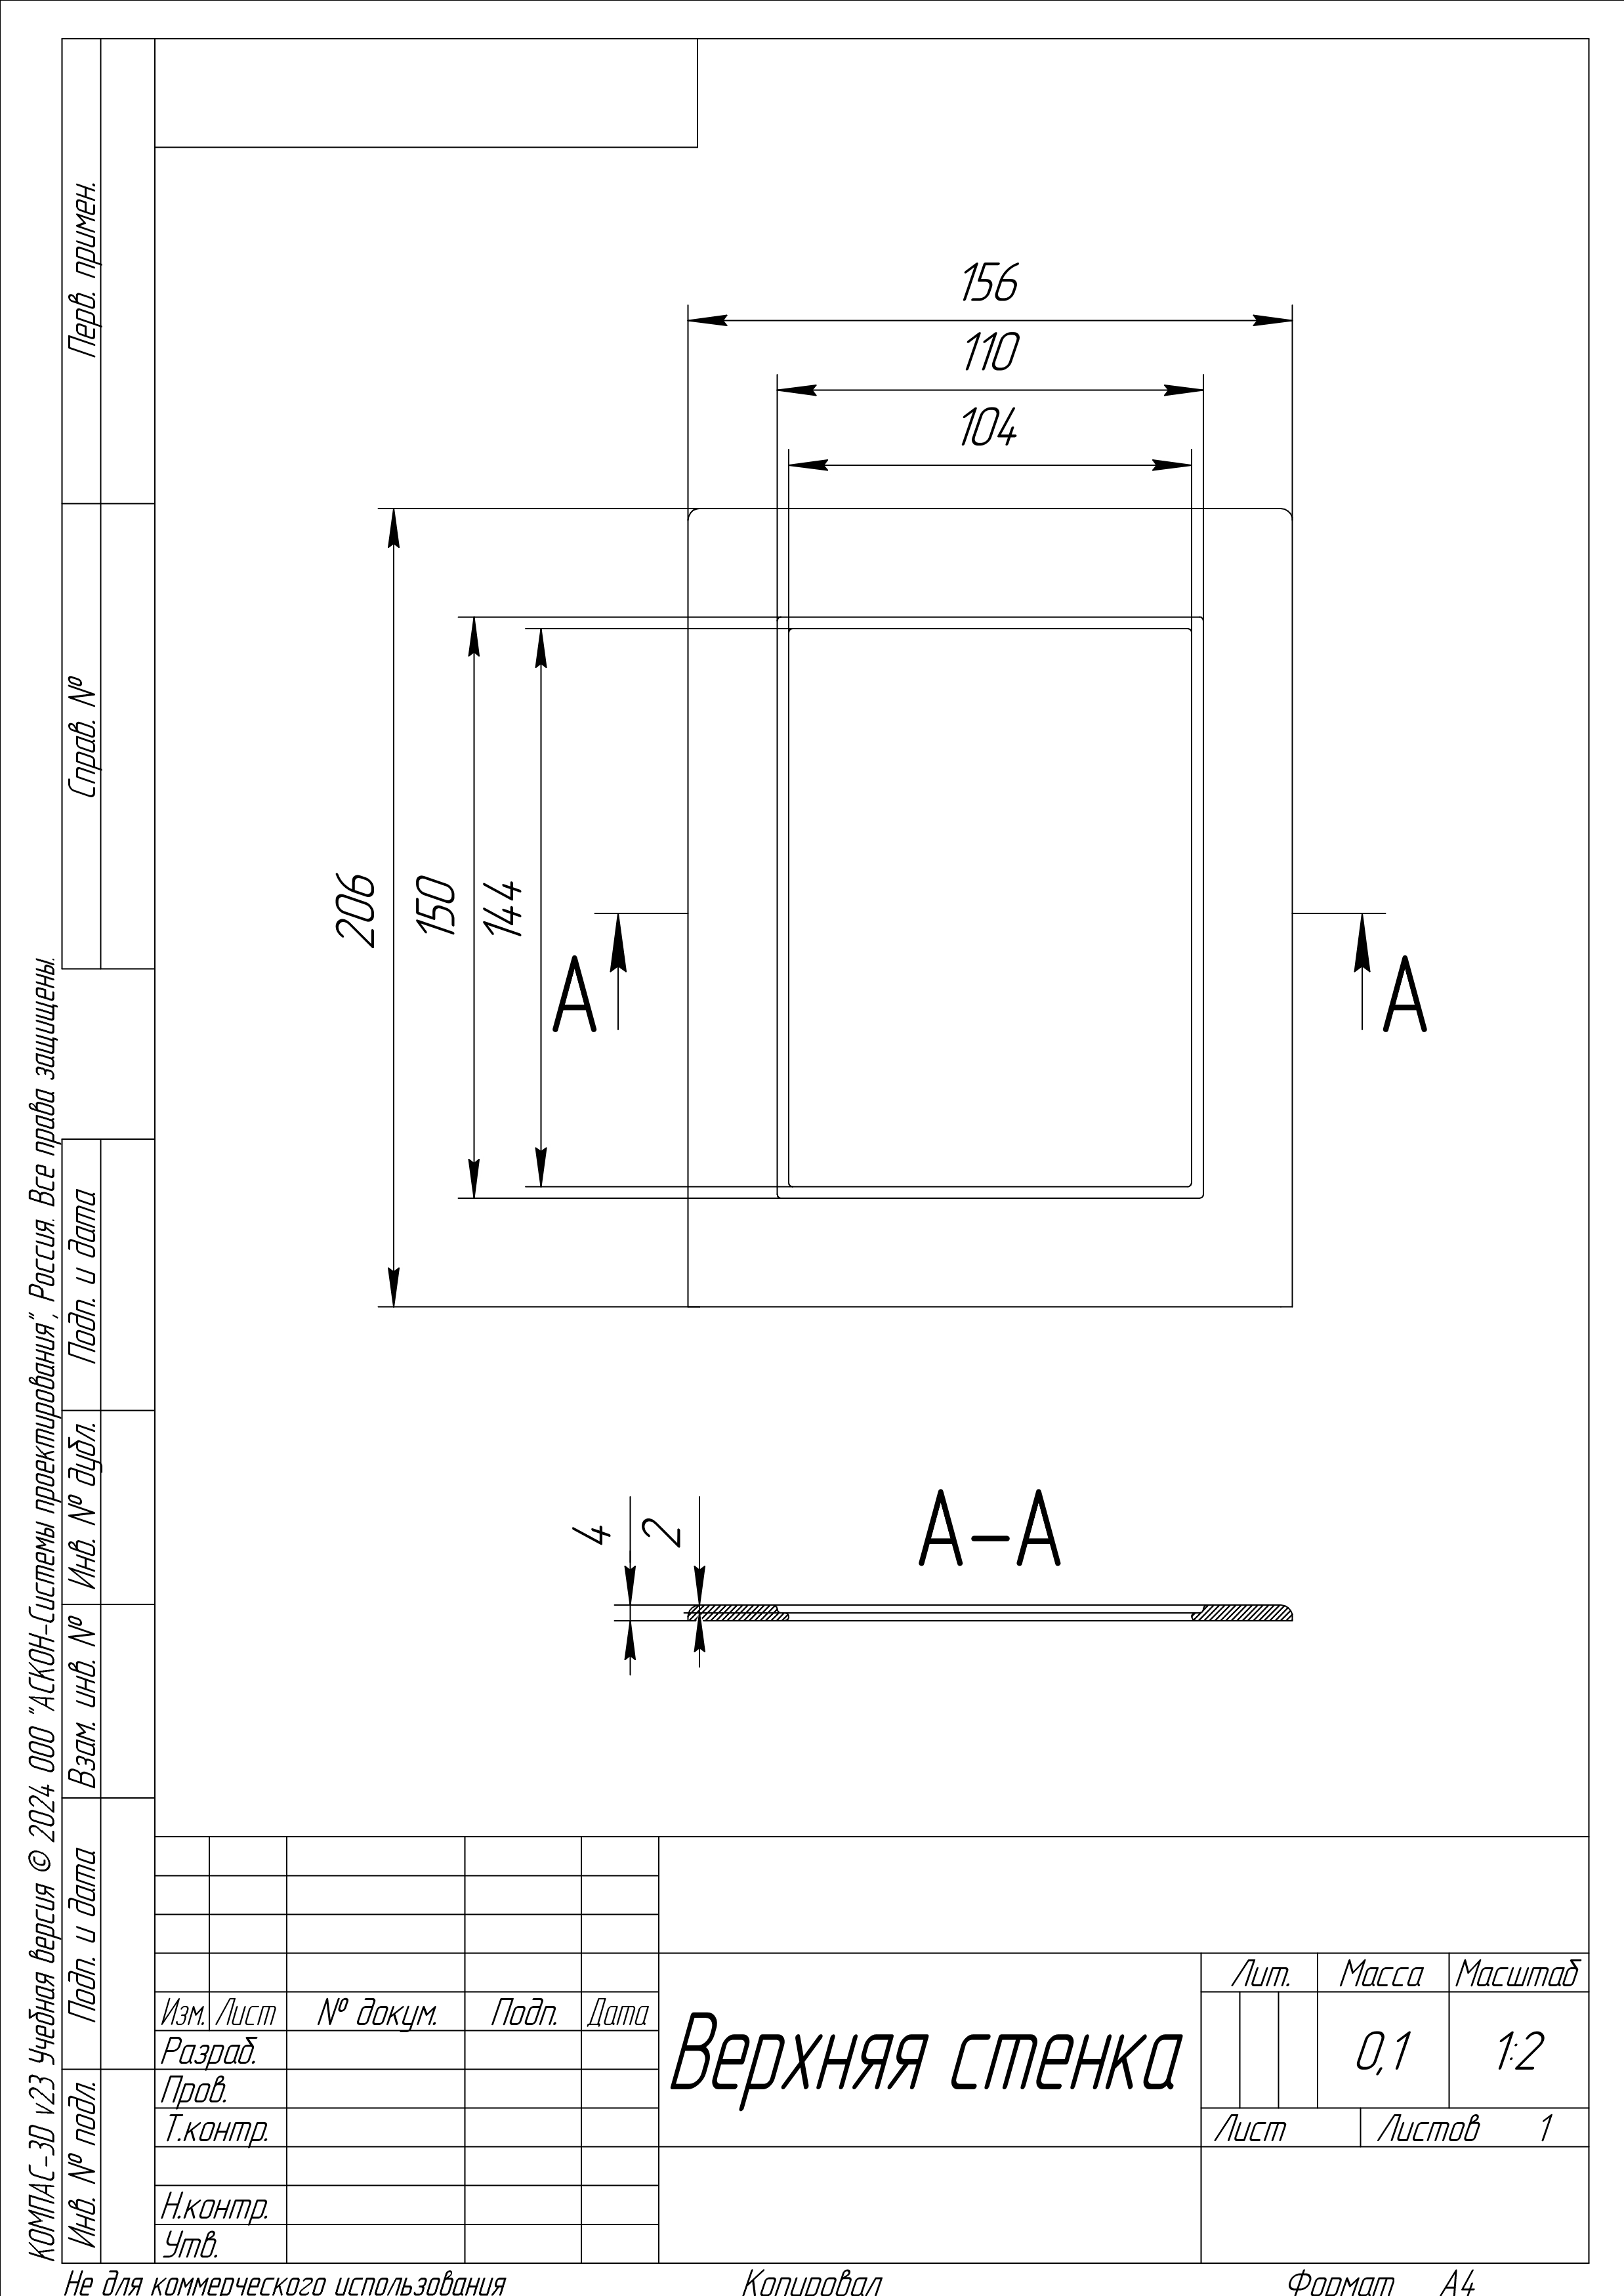 Перв. примен.
Справ. №
Подп. и дата
Инв. № дубл.
Взам. инв. №
Подп. и дата
Инв. № подл.
КОМПАС-3D v23 Учебная версия © 2024 ООО "АСКОН-Системы проектирования", Россия. Все права защищены.
156
110
104
206
150
144
А
А
А-А
4
2
Изм. Лист № докум. Подп. Дата
Разраб.
Пров.
Т.контр.
Н.контр.
Утв.
Верхняя стенка
Лит. Масса Масштаб
0,1 1:2
Лист Листов 1
Не для коммерческого использования Копировал Формат А4